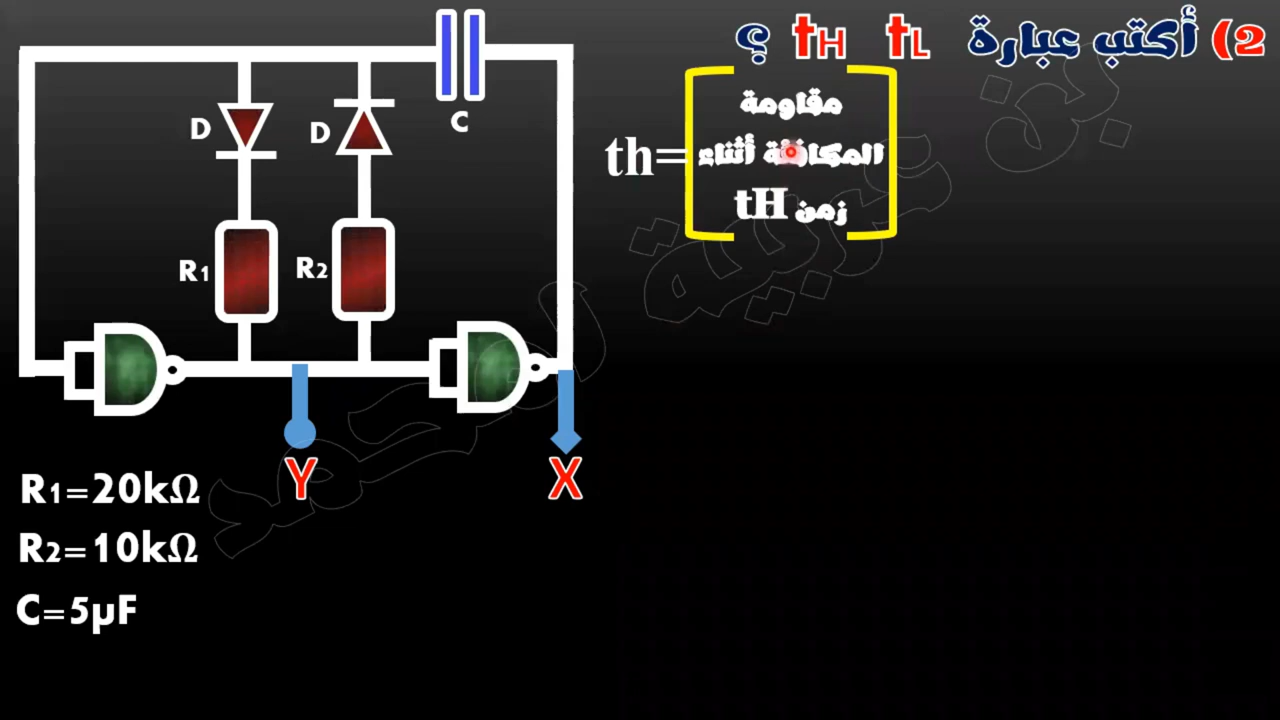 2) أكتب عبارة tL tH ؟
th=
مقاومة
المكافئة أثناء
زمن tH
C
D
D
R1
R2
Y
X
R1=20kΩ
R2=10kΩ
C=5μF